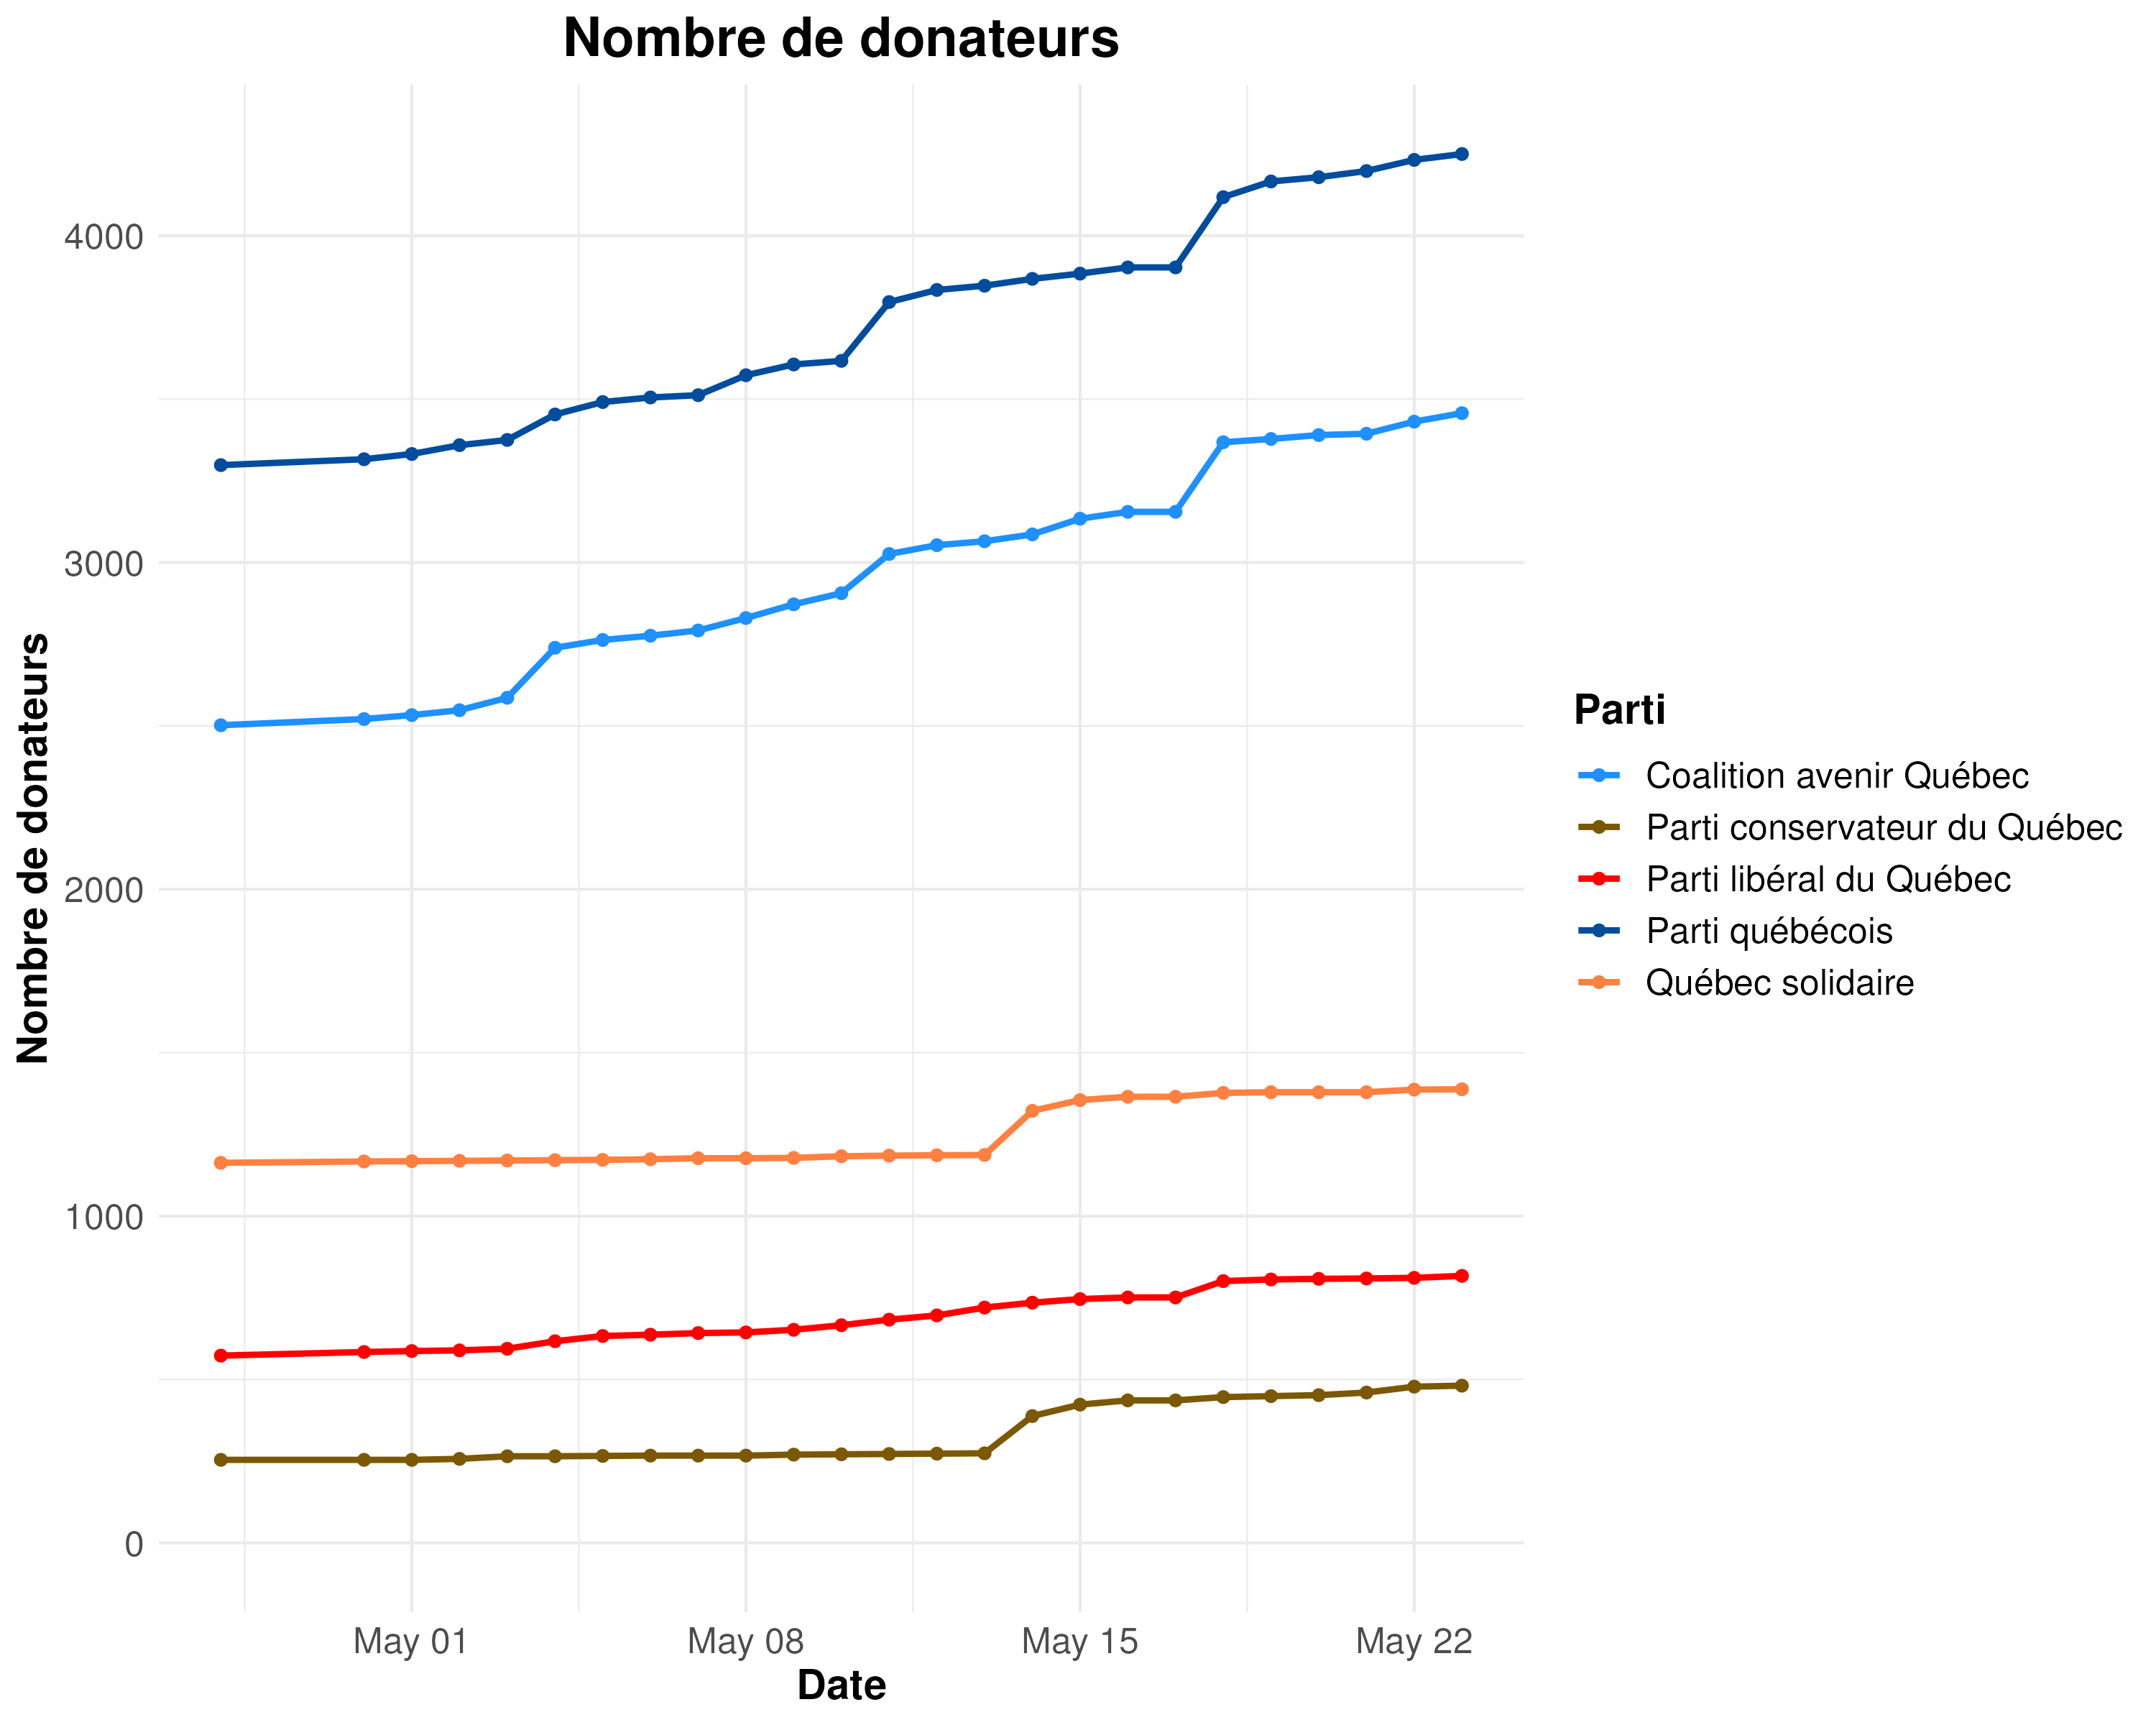 Nombre de donateurs
Nombre de donateurs
4000
3000
2000
1000
0
May 01
May 08
May 15
May 22
Date
Parti
Coalition avenir Québec
Parti conservateur du Québec
Parti libéral du Québec
Parti québécois
Québec solidaire